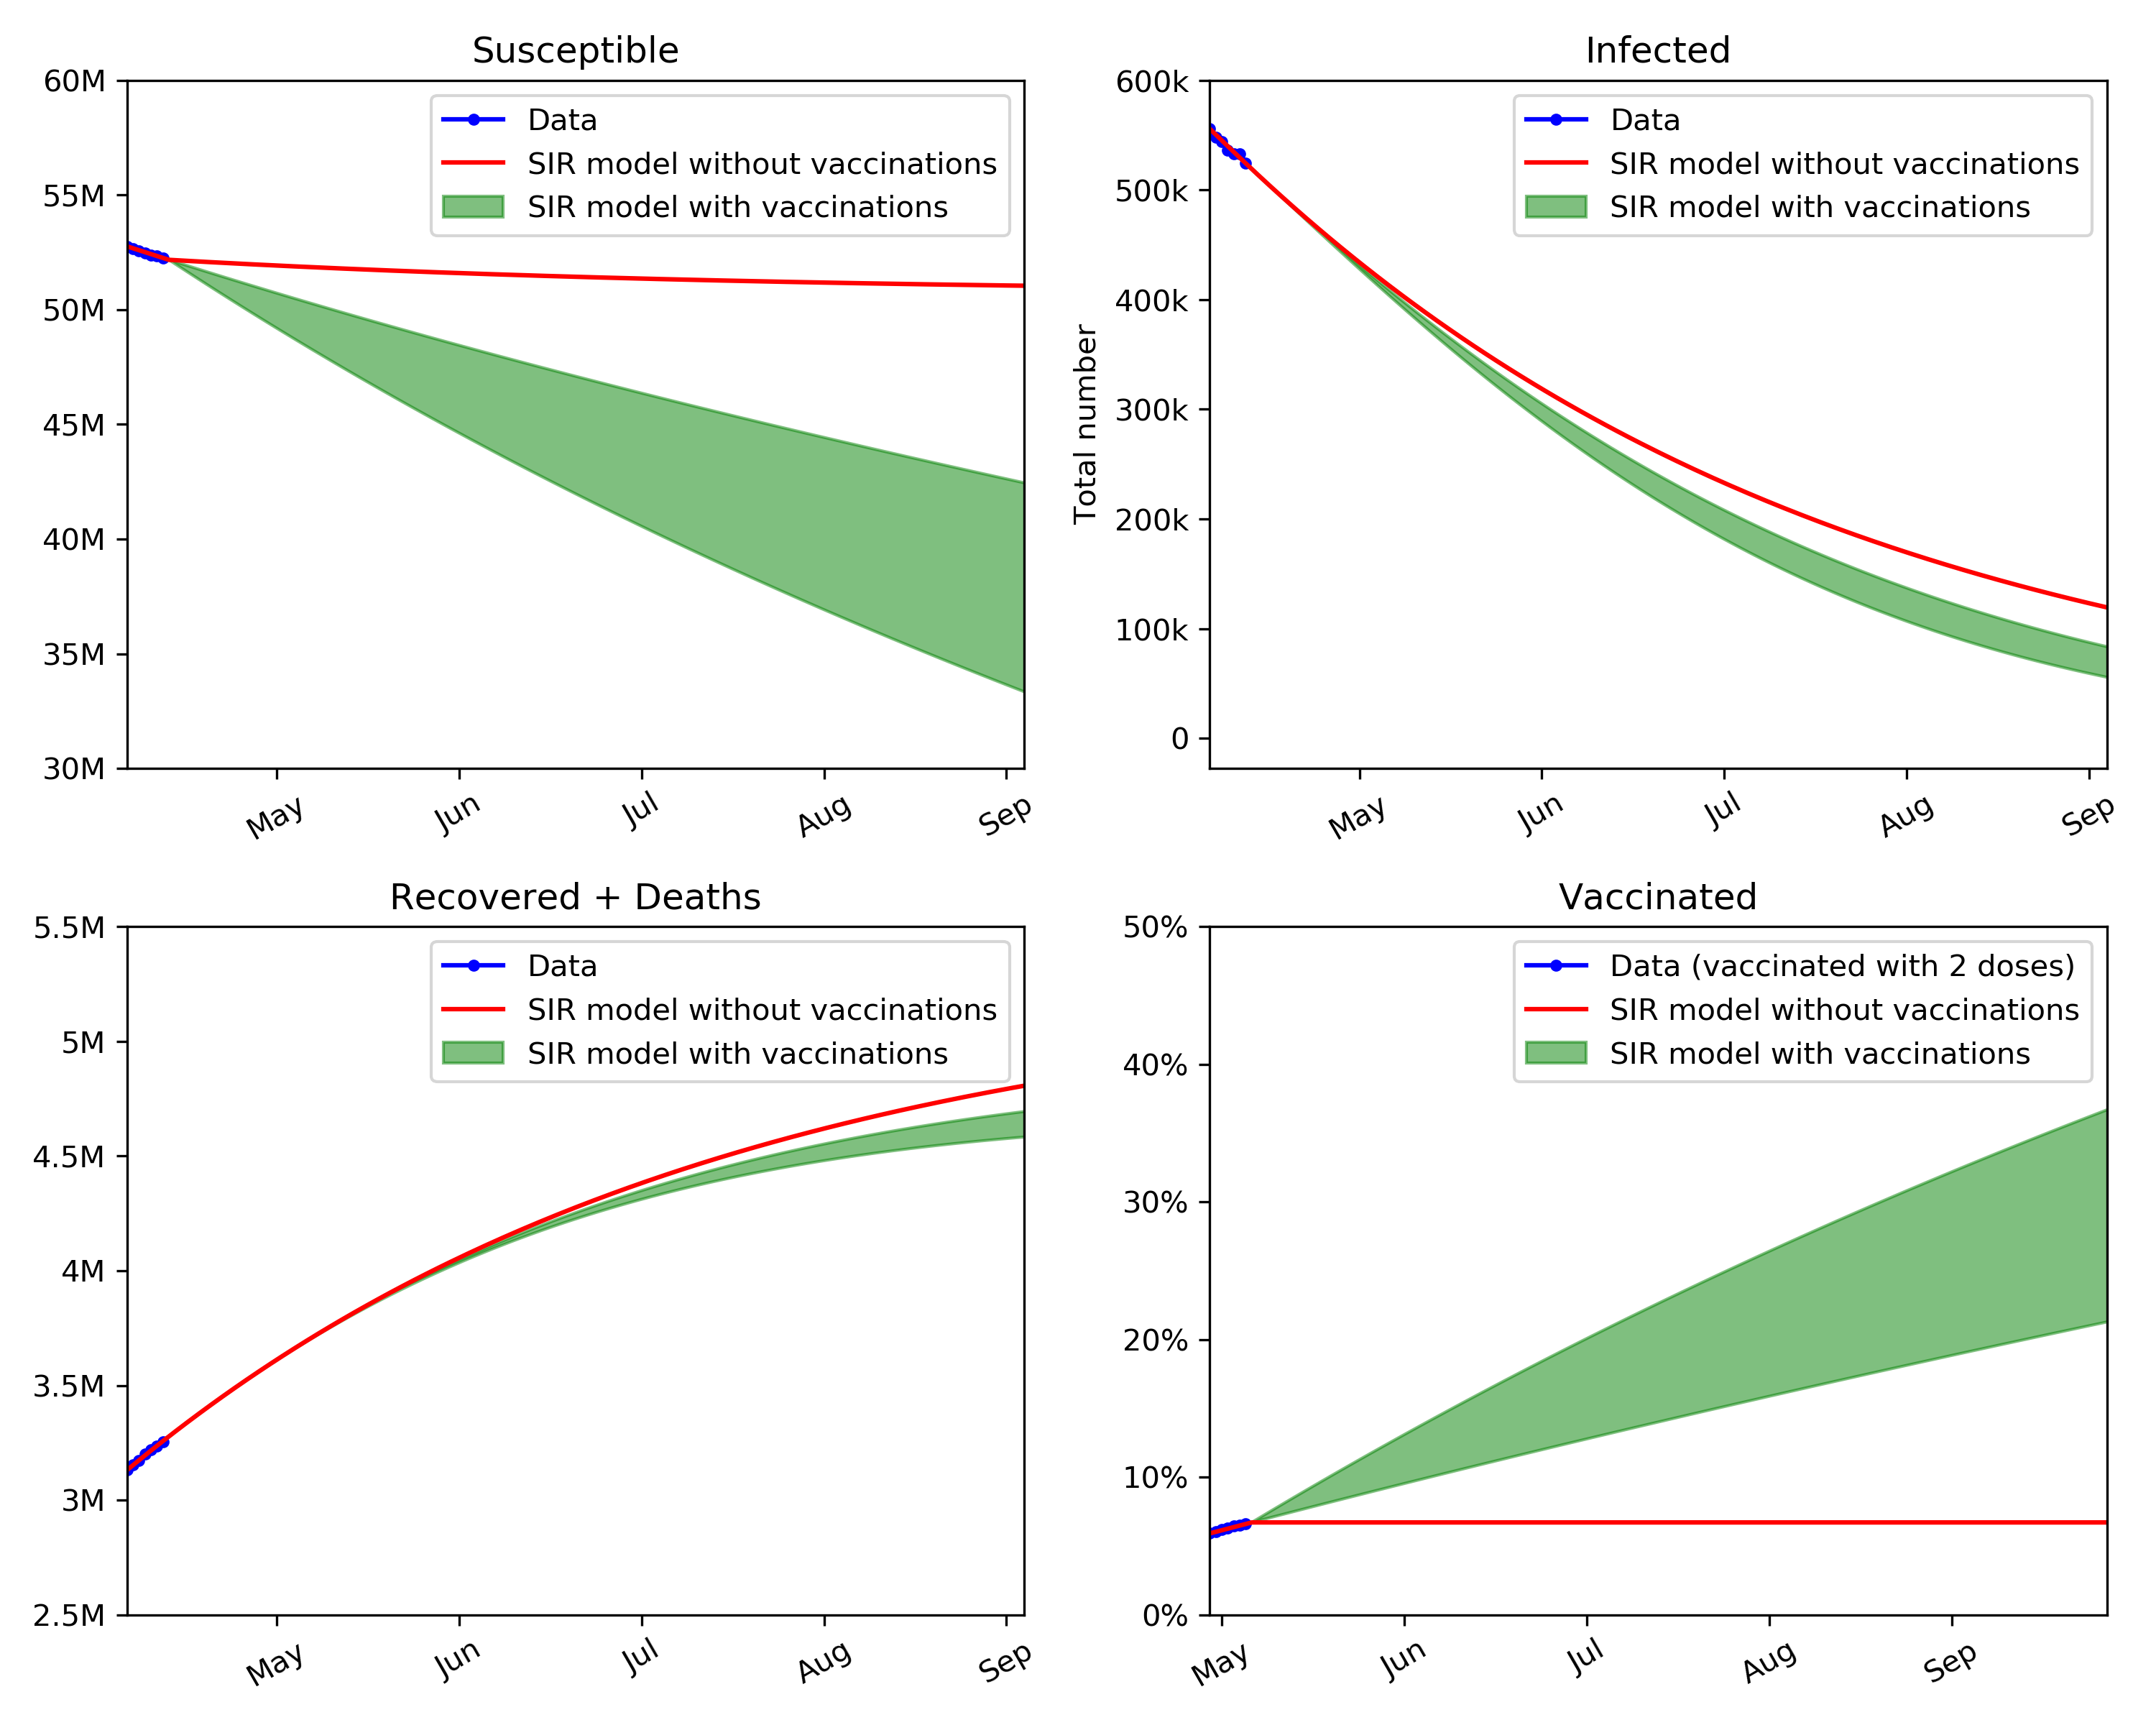 Susceptible
60M
55M
50M
45M
40M
35M
30M
Data
SIR model without vaccinations
SIR model with vaccinations
May
Jun
Jul
Aug
Sep
Infected
Total number
600k
500k
400k
300k
200k
100k
0
Data
SIR model without vaccinations
SIR model with vaccinations
May
Jun
Jul
Aug
Sep
Recovered + Deaths
5.5M
5M
4.5M
4M
3.5M
3M
2.5M
Data
SIR model without vaccinations
SIR model with vaccinations
May
Jun
Jul
Aug
Sep
Vaccinated
50%
40%
30%
20%
10%
0%
Data (vaccinated with 2 doses)
SIR model without vaccinations
SIR model with vaccinations
May
Jun
Jul
Aug
Sep